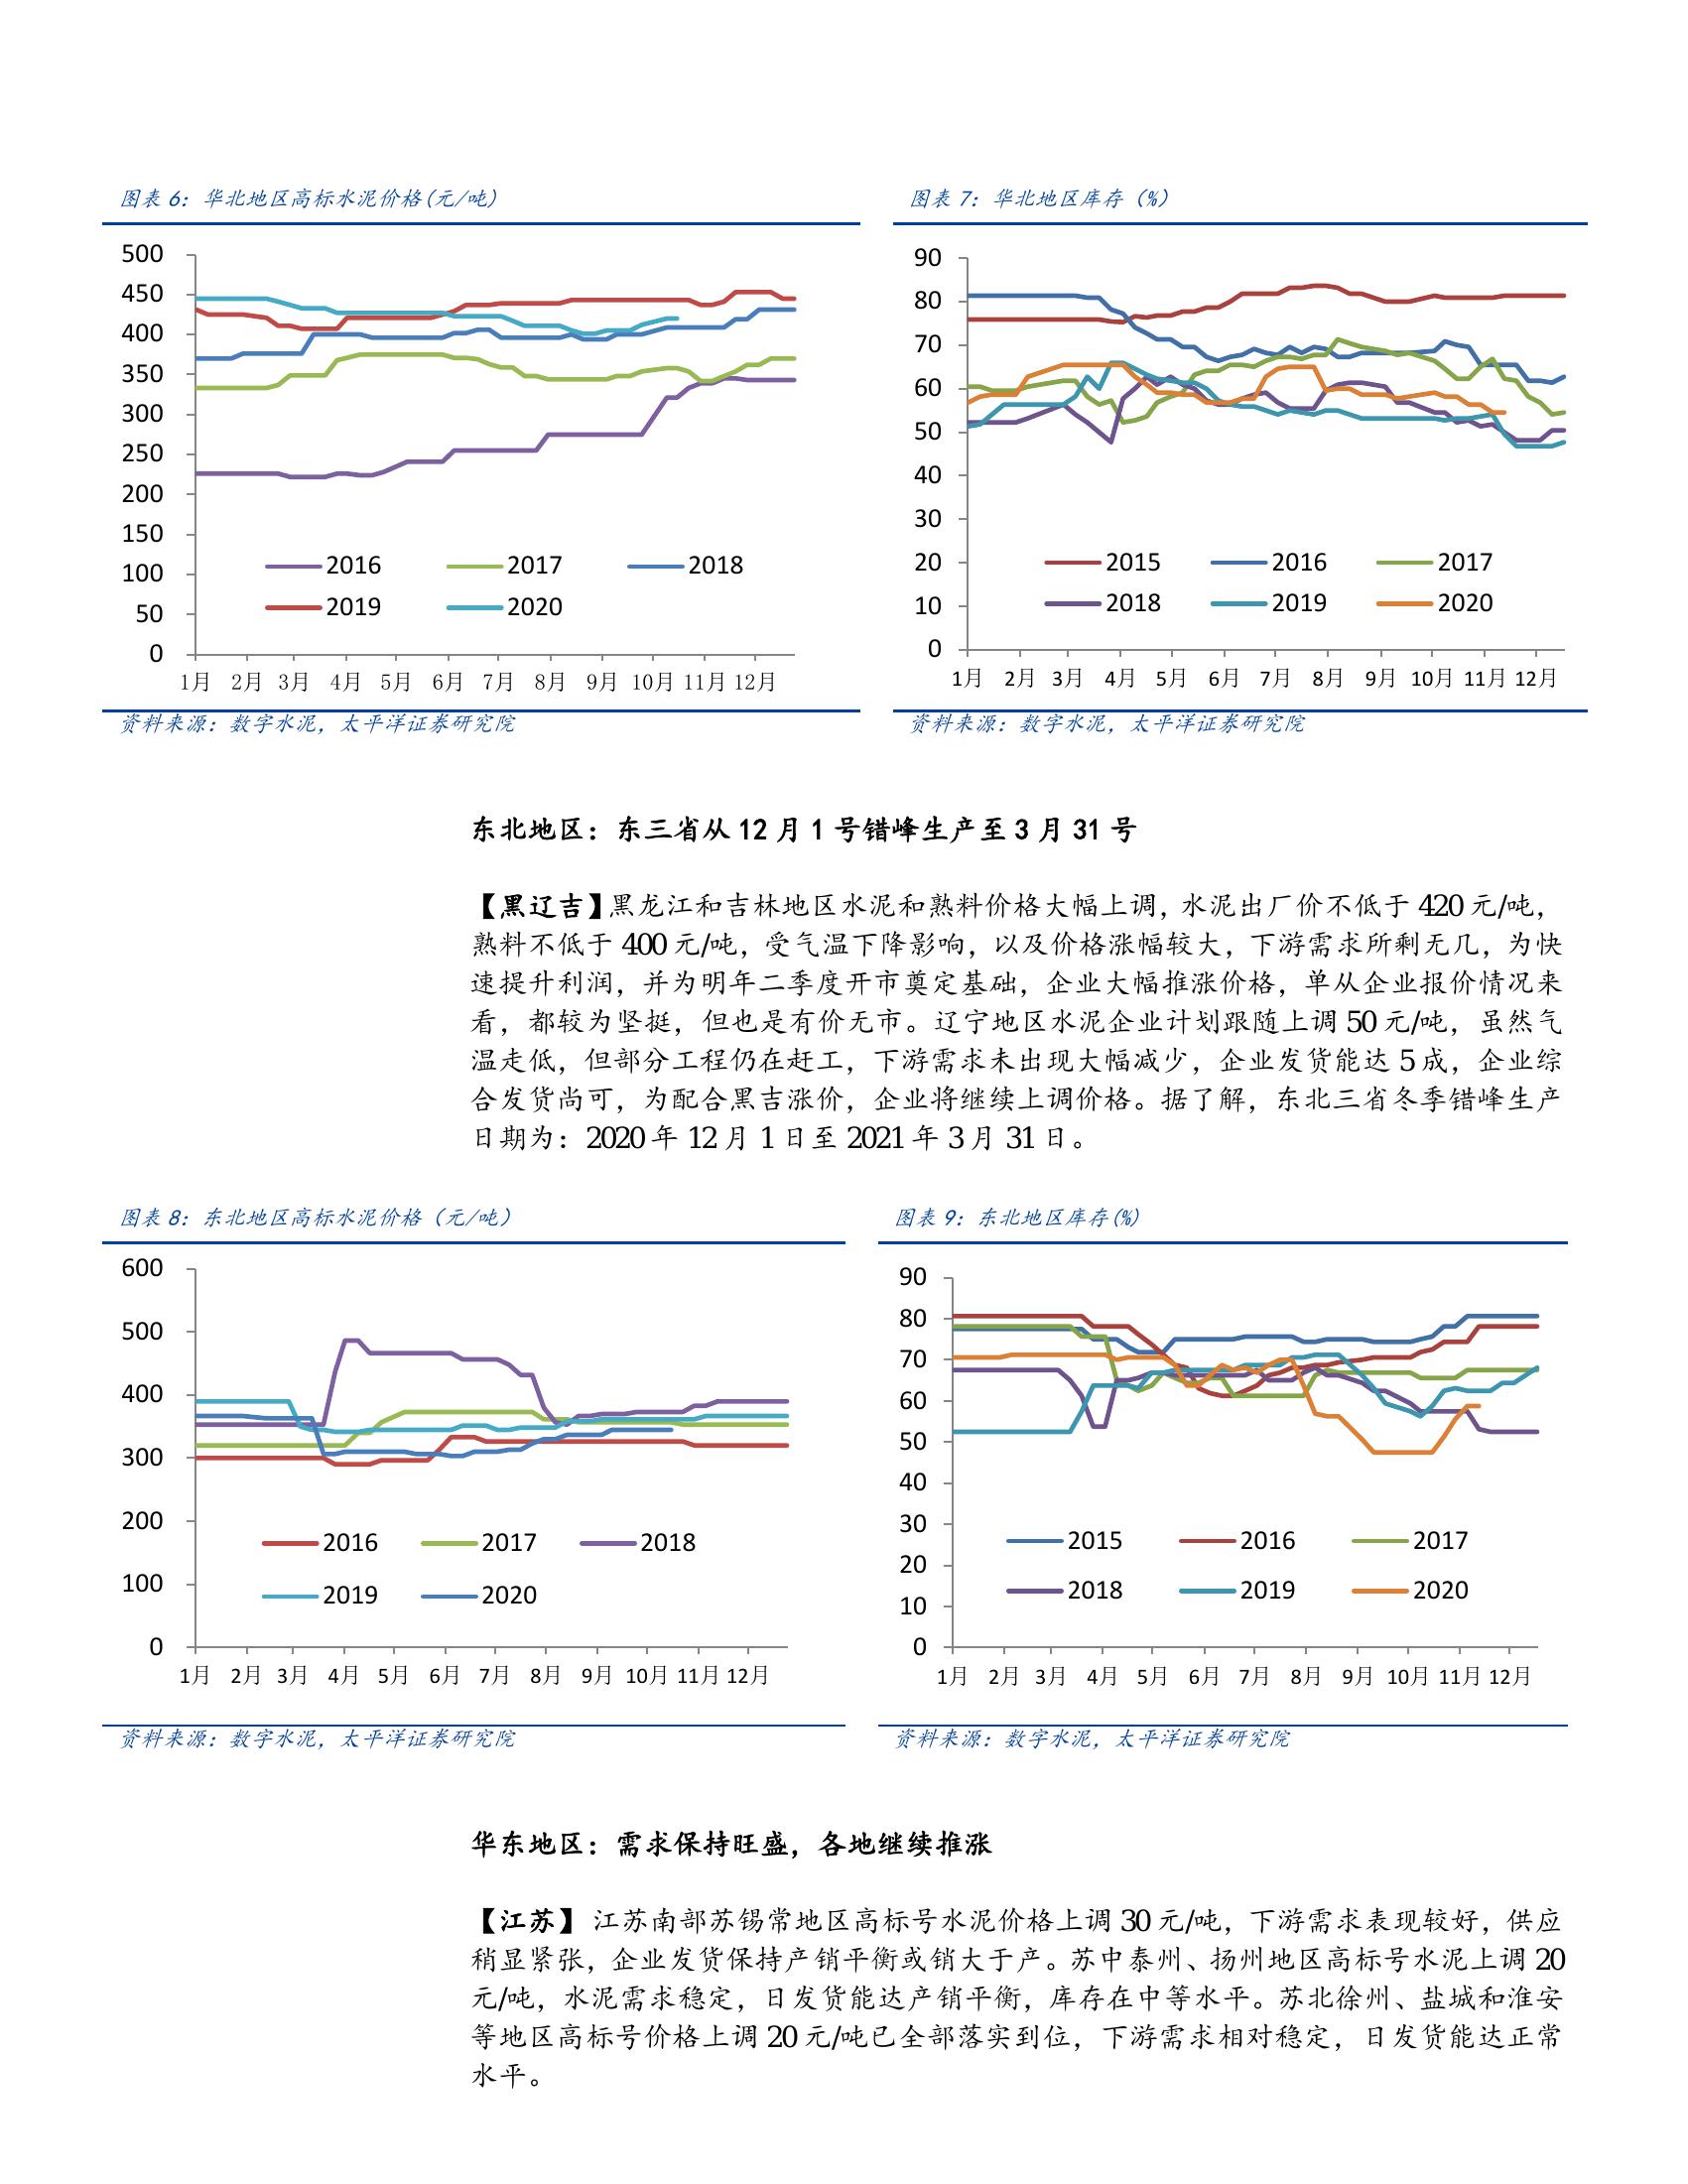 图表 6：华北地区高标水泥价格(元/吨)
500
450
400
350
300
250
200
150
100
50
0
2016 2017 2018
2019 2020
1月 2月 3月 4月 5月 6月 7月 8月 9月 10月 11月 12月
资料来源：数字水泥，太平洋证券研究院
图表 7：华北地区库存（%）
90
80
70
60
50
40
30
20
10
0
2015 2016 2017
2018 2019 2020
1月 2月 3月 4月 5月 6月 7月 8月 9月 10月 11月 12月
资料来源：数字水泥，太平洋证券研究院
东北地区：东三省从 12 月 1 号错峰生产至 3 月 31 号
【黑辽吉】黑龙江和吉林地区水泥和熟料价格大幅上调，水泥出厂价不低于 420 元/吨，
熟料不低于 400 元/吨，受气温下降影响，以及价格涨幅较大，下游需求所剩无几，为快
速提升利润，并为明年二季度开市奠定基础，企业大幅推涨价格，单从企业报价情况来
看，都较为坚挺，但也是有价无市。辽宁地区水泥企业计划跟随上调 50 元/吨，虽然气
温走低，但部分工程仍在赶工，下游需求未出现大幅减少，企业发货能达 5 成，企业综
合发货尚可，为配合黑吉涨价，企业将继续上调价格。据了解，东北三省冬季错峰生产
日期为：2020 年 12 月 1 日至 2021 年 3 月 31 日。
图表 8：东北地区高标水泥价格（元/吨）
600
500
400
300
200
100
0
2016 2017 2018
2019 2020
1月 2月 3月 4月 5月 6月 7月 8月 9月 10月 11月 12月
资料来源：数字水泥，太平洋证券研究院
图表 9：东北地区库存(%)
90
80
70
60
50
40
30
20
10
0
2015 2016 2017
2018 2019 2020
1月 2月 3月 4月 5月 6月 7月 8月 9月 10月 11月 12月
资料来源：数字水泥，太平洋证券研究院
华东地区：需求保持旺盛，各地继续推涨
【江苏】 江苏南部苏锡常地区高标号水泥价格上调 30 元/吨，下游需求表现较好，供应
稍显紧张，企业发货保持产销平衡或销大于产。苏中泰州、扬州地区高标号水泥上调 20
元/吨，水泥需求稳定，日发货能达产销平衡，库存在中等水平。苏北徐州、盐城和淮安
等地区高标号价格上调 20 元/吨已全部落实到位，下游需求相对稳定，日发货能达正常
水平。